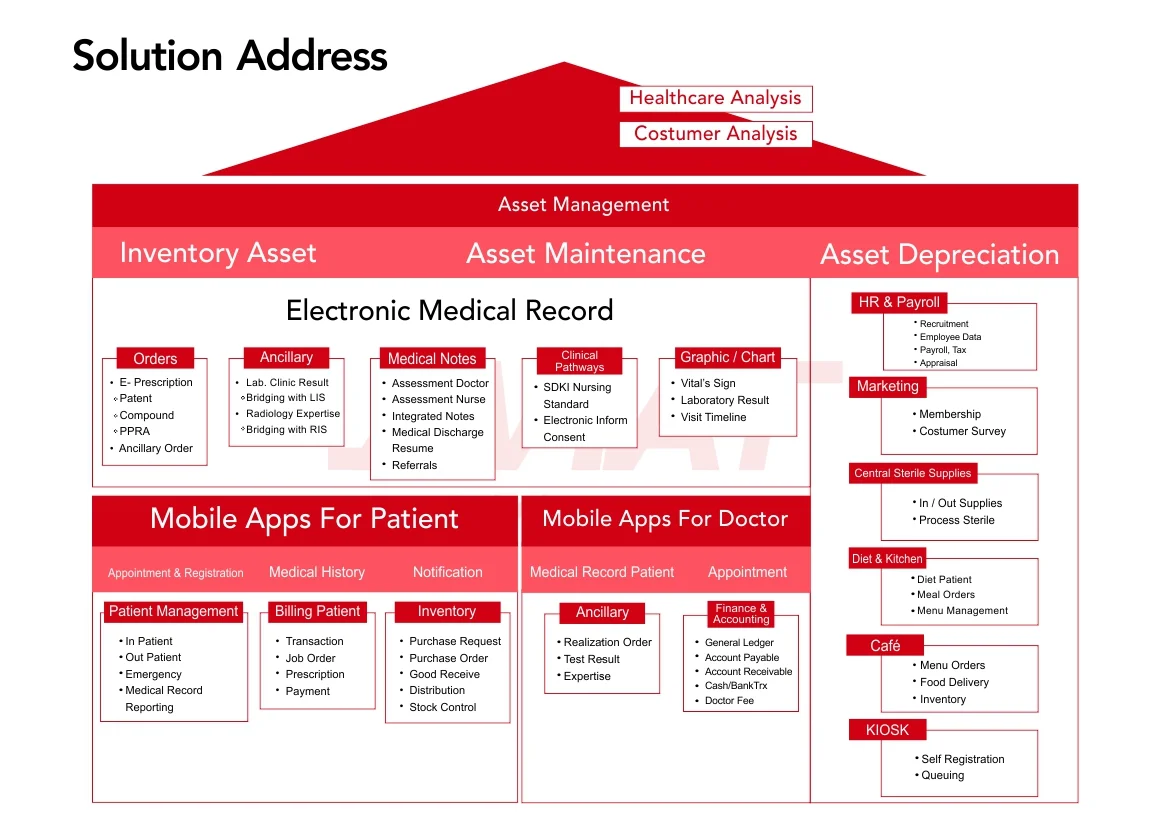 Solution Address
Healthcare Analysis
Costumer Analysis
Asset Management
Inventory Asset
Asset Maintenance
Asset Depreciation
Electronic Medical Record
Orders
• E- Prescription
Patent
Compound
PPRA
• Ancillary Order
Ancillary
• Lab. Clinic Result
Bridging with LIS
• Radiology Expertise
Bridging with RIS
Medical Notes
• Assessment Doctor
• Assessment Nurse
• Integrated Notes
• Medical Discharge
Resume
• Referrals
Clinical
Pathways
• SDKI Nursing
Standard
• Electronic Inform
Consent
Graphic / Chart
• Vital's Sign
• Laboratory Result
• Visit Timeline
Mobile Apps For Patient
Appointment & Registration
Medical History
Notification
Patient Management
• In Patient
• Out Patient
• Emergency
• Medical Record
Reporting
Billing Patient
• Transaction
• Job Order
• Prescription
• Payment
Inventory
• Purchase Request
• Purchase Order
• Good Receive
• Distribution
• Stock Control
Mobile Apps For Doctor
Medical Record Patient
Appointment
Ancillary
• Realization Order
• Test Result
• Expertise
Finance &
Accounting
• General Ledger
• Account Payable
• Account Receivable
• Cash/BankTrx
• Doctor Fee
HR & Payroll
• Recruitment
• Employee Data
• Payroll, Tax
• Appraisal
Marketing
• Membership
• Costumer Survey
Central Sterile Supplies
• In / Out Supplies
• Process Sterile
Diet & Kitchen
• Diet Patient
• Meal Orders
• Menu Management
Café
• Menu Orders
• Food Delivery
• Inventory
KIOSK
• Self Registration
• Queuing